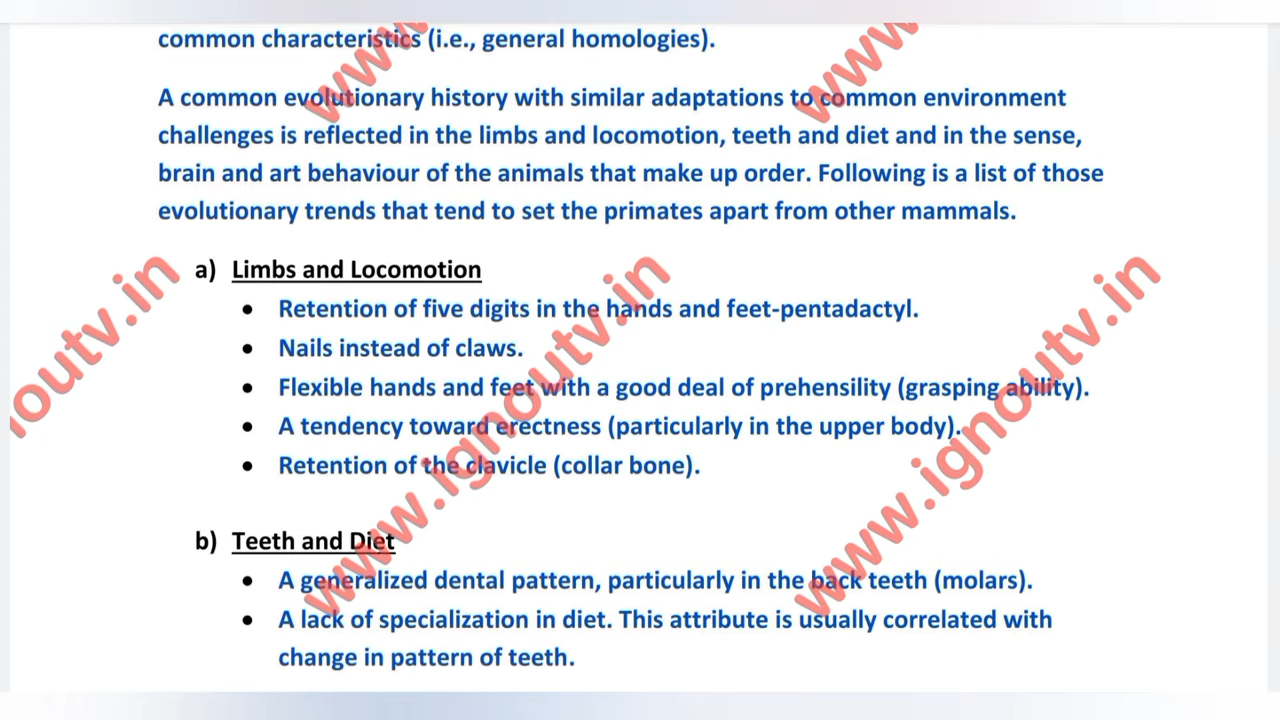 common characteristics (i.e., general homologies).
A common evolutionary history with similar adaptations to common environment
challenges is reflected in the limbs and locomotion, teeth and diet and in the sense,
brain and art behaviour of the animals that make up order. Following is a list of those
evolutionary trends that tend to set the primates apart from other mammals.
a) Limbs and Locomotion
• Retention of five digits in the hands and feet-pentadactyl.
• Nails instead of claws.
• Flexible hands and feet with a good deal of prehensility (grasping ability).
• A tendency toward erectness (particularly in the upper body).
• Retention of the clavicle (collar bone).
b) Teeth and Diet
• A generalized dental pattern, particularly in the back teeth (molars).
• A lack of specialization in diet. This attribute is usually correlated with
change in pattern of teeth.
www
www
noutv.in
www.ignoutv.in
www.ignoutv.in